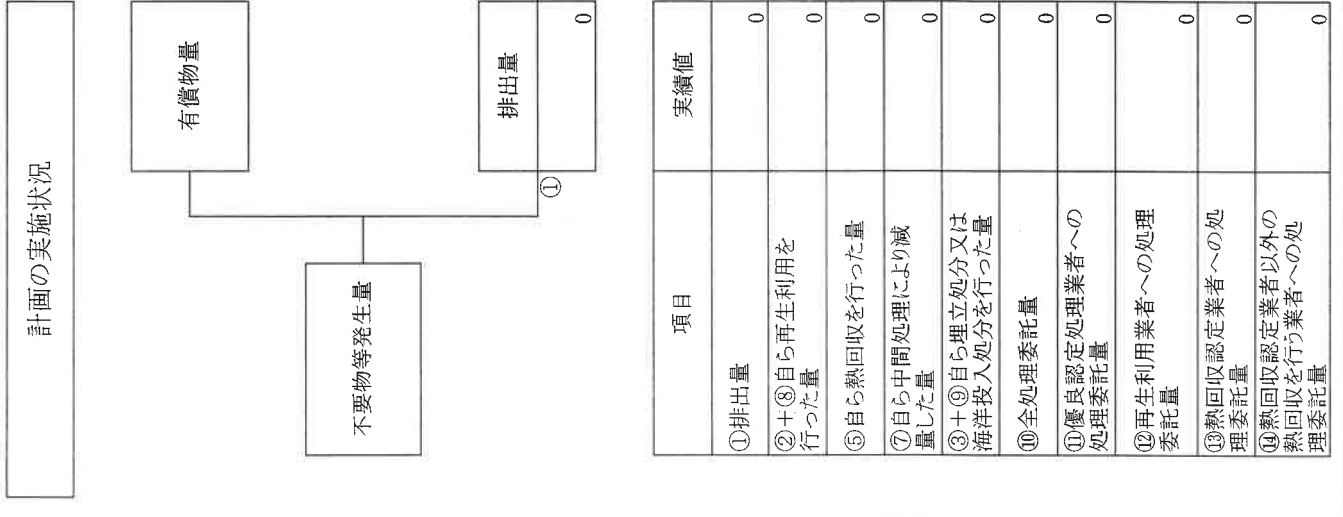 計画の実施状況
不要物等発生量
有償物量
①
排出量
0
項目
実績値
①排出量
0
②+⑧自ら再生利用を
行った量
0
⑤自ら熱回収を行った量
0
⑦自ら中間処理により減
量した量
0
③+⑨自ら埋立処分又は
海洋投入処分を行った量
0
⑩全処理委託量
0
⑪優良認定処理業者への
処理委託量
0
⑫再生利用業者への処理
委託量
0
⑬熱回収認定業者への処
理委託量
0
⑭熱回収認定業者以外の
熱回収を行う業者への処
理委託量
0